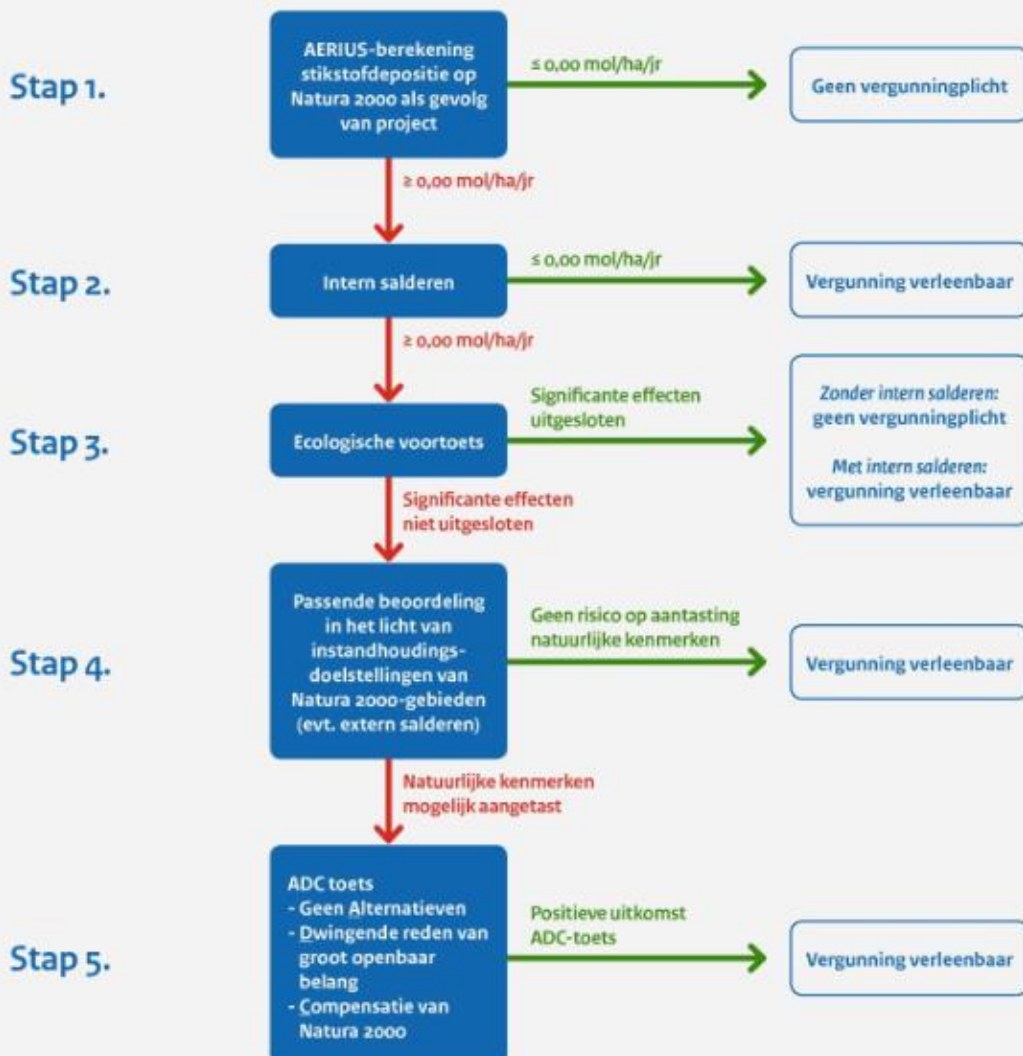 Stap 1.
AERIUS-berekening
stikstofdepositie op
Natura 2000 als gevolg
van project
≤ 0,00 mol/ha/jr
Geen vergunningplicht
≥ 0,00 mol/ha/jr
Stap 2.
Intern salderen
≤ 0,00 mol/ha/jr
Vergunning verleenbaar
≥ 0,00 mol/ha/jr
Stap 3.
Ecologische voortoets
Significante effecten
uitgesloten
Zonder intern salderen:
geen vergunningplicht
Met intern salderen:
vergunning verleenbaar
Significante effecten
niet uitgesloten
Stap 4.
Passende beoordeling
in het licht van
instandhoudings-
doelstellingen van
Natura 2000-gebieden
(evt. extern salderen)
Geen risico op aantasting
natuurlijke kenmerken
Vergunning verleenbaar
Natuurlijke kenmerken
mogelijk aangetast
Stap 5.
ADC toets
- Geen Alternatieven
- Dwingende reden van
groot openbaar
belang
- Compensatie van
Natura 2000
Positieve uitkomst
ADC-toets
Vergunning verleenbaar